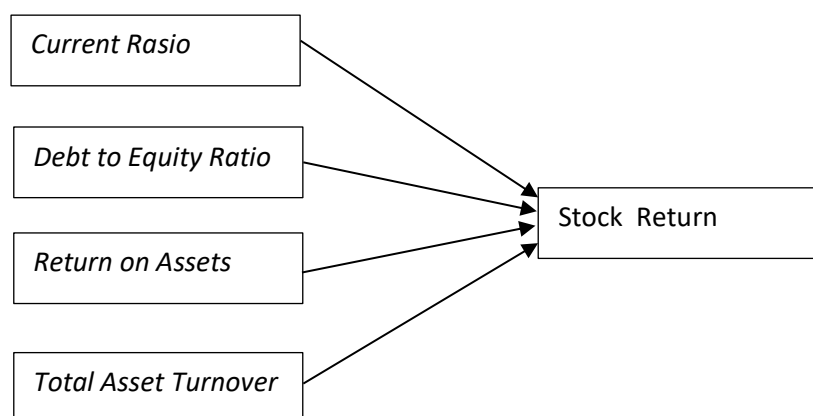 Current Rasio
Debt to Equity Ratio
Stock Return
Return on Assets
Total Asset Turnover